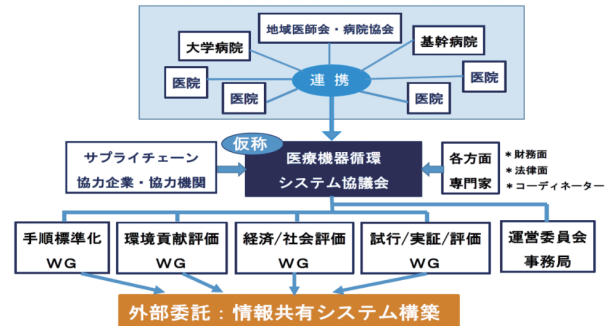 地域医師会・病院協会
大学病院
基幹病院
連携
医院
医院
医院
医院
仮称
サプライチェーン
協力企業・協力機関
医療機器循環
システム協議会
各方面
専門家
＊財務面
＊法律面
＊コーディネーター
手順標準化
WG
環境貢献評価
WG
経済/社会評価
WG
試行/実証/評価
WG
運営委員会
事務局
外部委託：情報共有システム構築